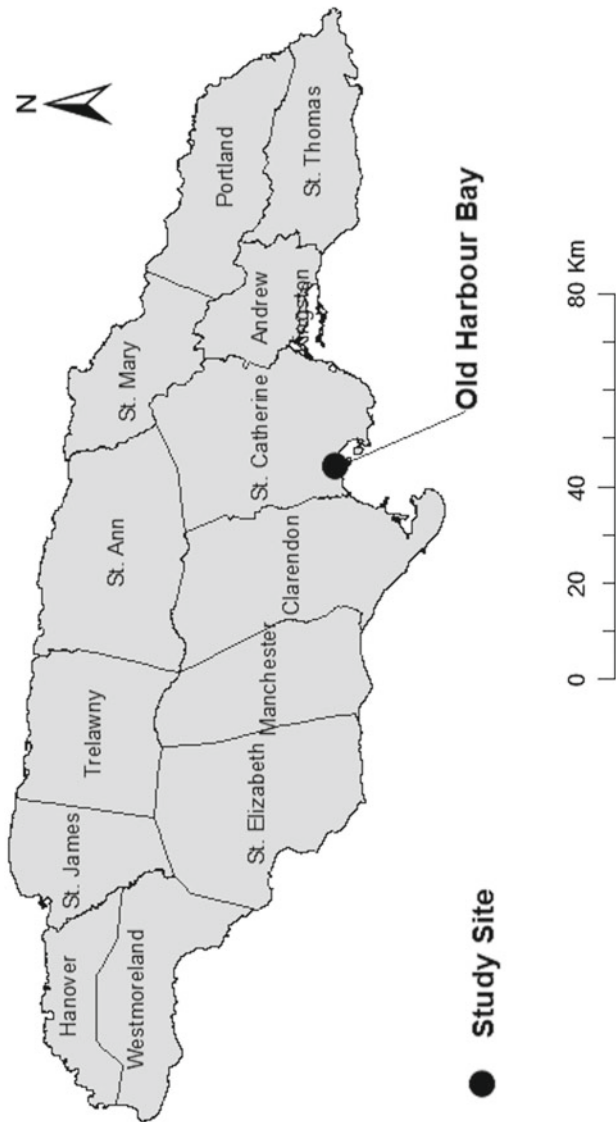 N
Hanover
Westmoreland
St. James
Trelawny
St. Elizabeth
Manchester
St. Ann
Clarendon
St. Mary
St. Catherine
Portland
Andrew
St. Thomas
Old Harbour Bay
Study Site
0 20 40 80 Km